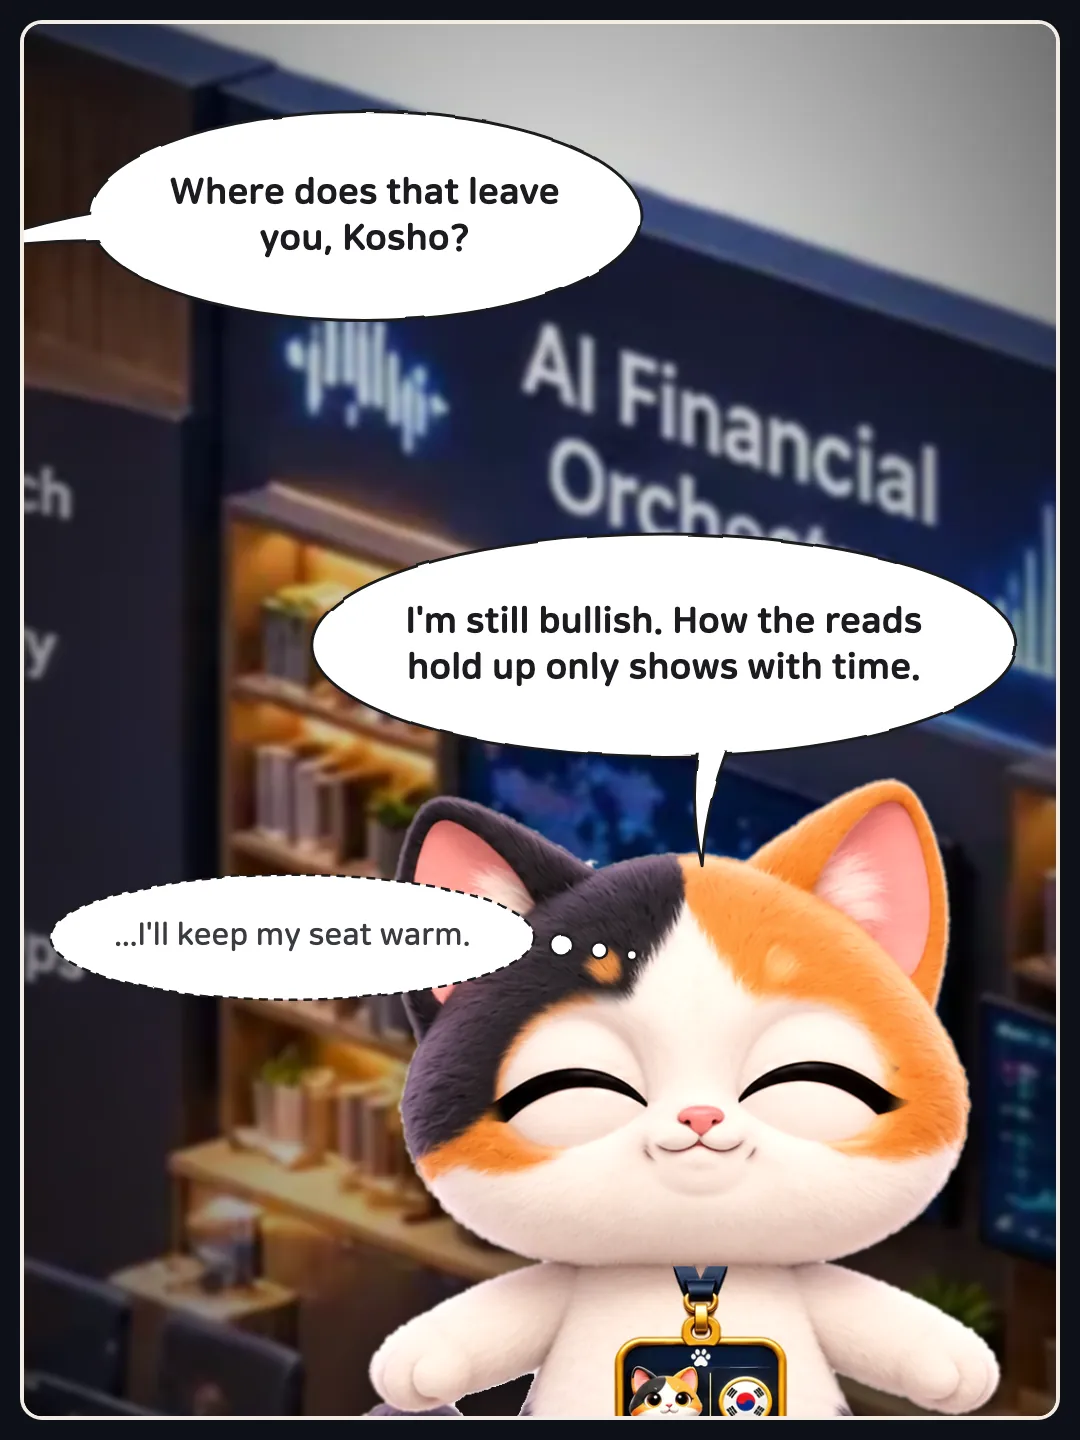 Where does that leave
you, Kosho?
AI Financial
I'm still bullish. How the reads
hold up only shows with time.
...I'll keep my seat warm.